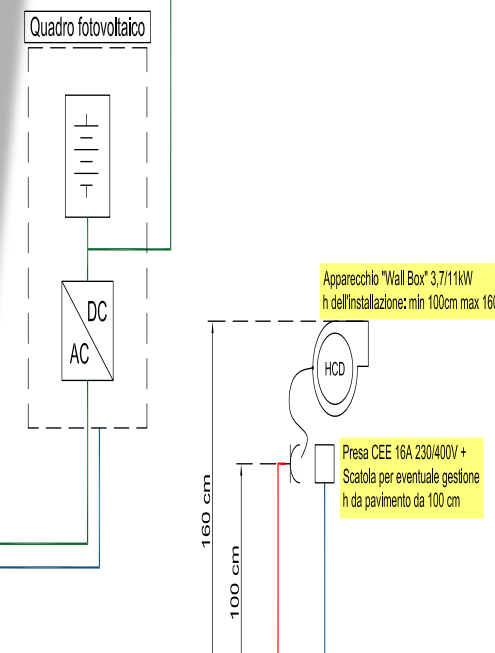 Quadro fotovoltaico
DC
AC
Apparecchio "Wall Box" 3,7/11kW
h dell'installazione: min 100cm max 160
HCD
Presa CEE 16A 230/400V +
Scatola per eventuale gestione
h da pavimento da 100 cm
160 cm
100 cm